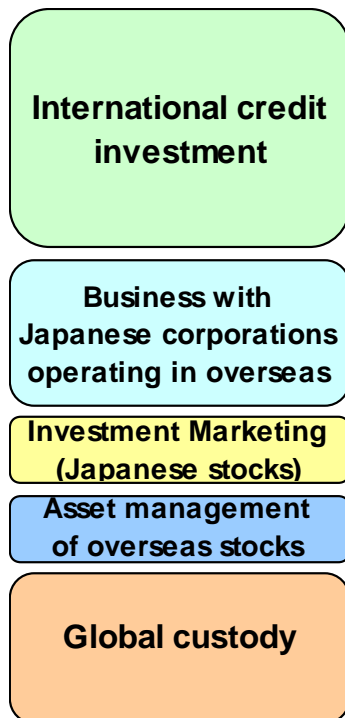 International credit
investment
Business with
Japanese corporations
operating in overseas
Investment Marketing
(Japanese stocks)
Asset management
of overseas stocks
Global custody